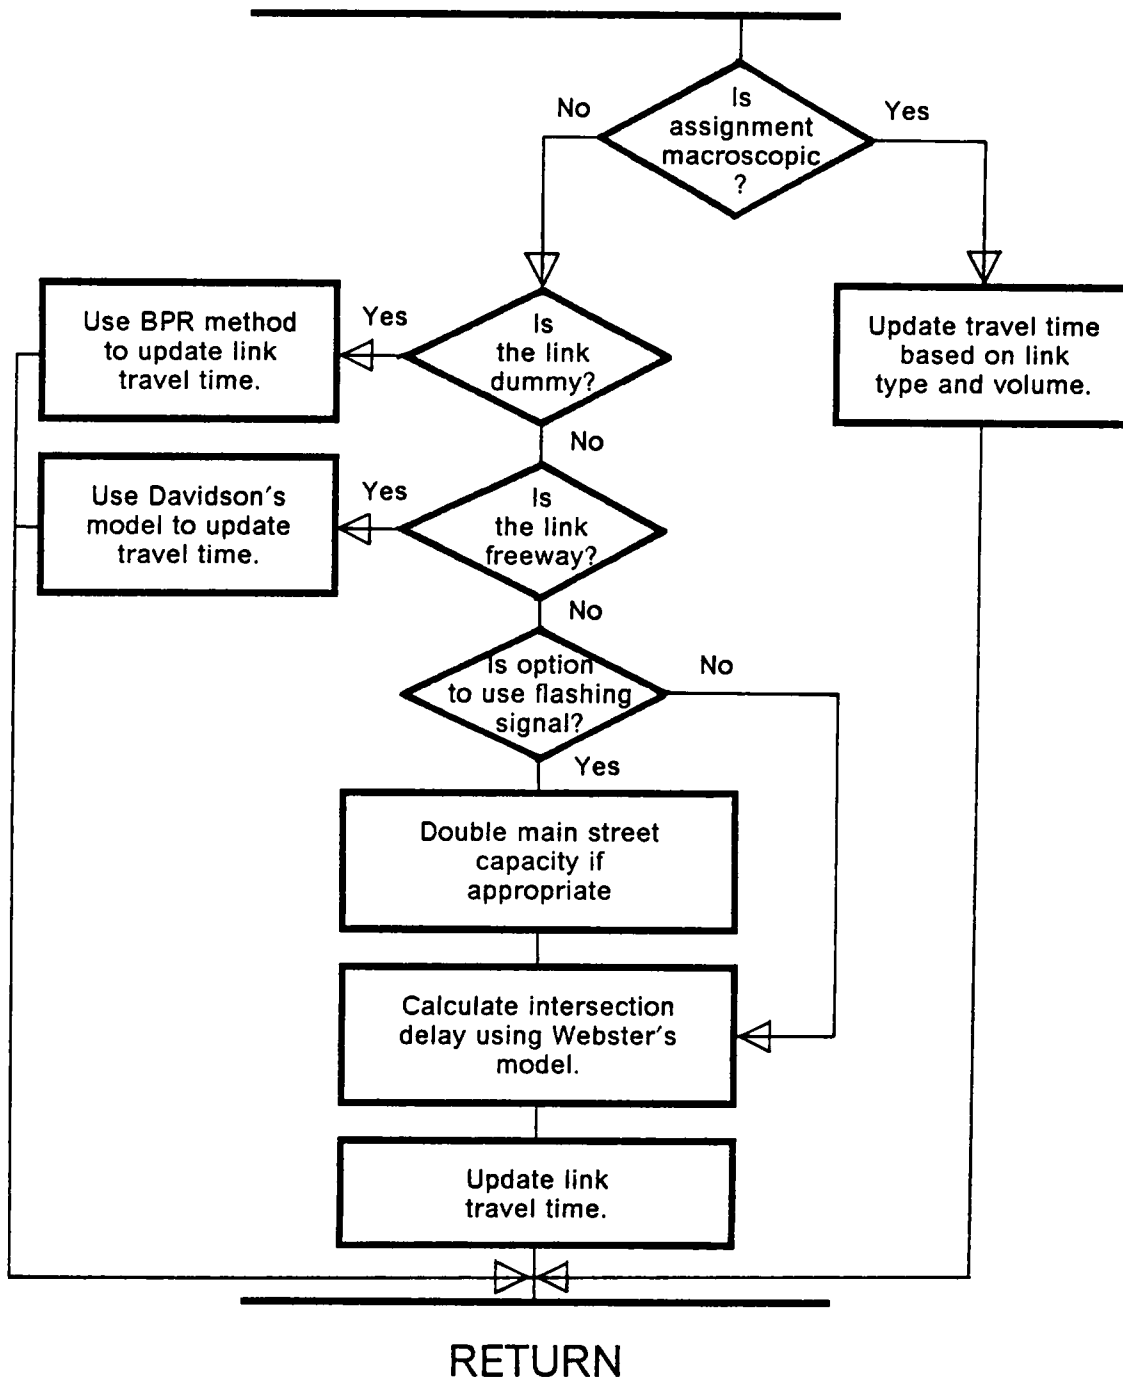 Is
assignment
macroscopic
?
No
Yes
Use BPR method
to update link
travel time.
Yes
Is
the link
dummy?
Update travel time
based on link
type and volume.
No
Use Davidson's
model to update
travel time.
Yes
Is
the link
freeway?
No
Is option
to use flashing
signal?
No
Yes
Double main street
capacity if
appropriate
Calculate intersection
delay using Webster's
model.
Update link
travel time.
RETURN